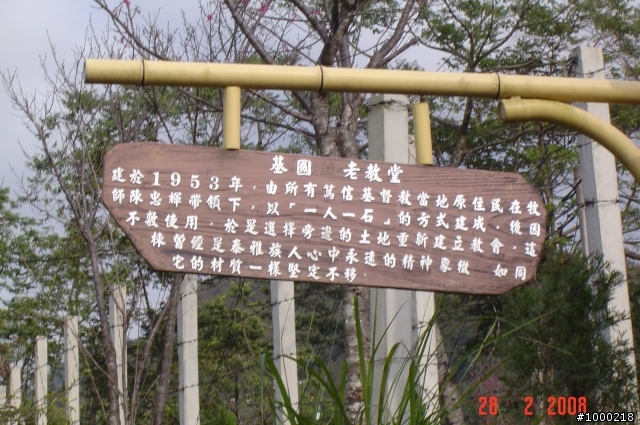 基國 老教堂
建於1953年，由所有篤信基督教當地原住民在牧
師陳忠輝帶領下，以「一人一石」的方式建成，後因
不敷使用 於是選擇旁邊的土地重新建立教會，這
棟曾經是泰雅族人心中永遠的精神象徵 如同
它的材質一樣堅定不移
28 2 2008
#1000218